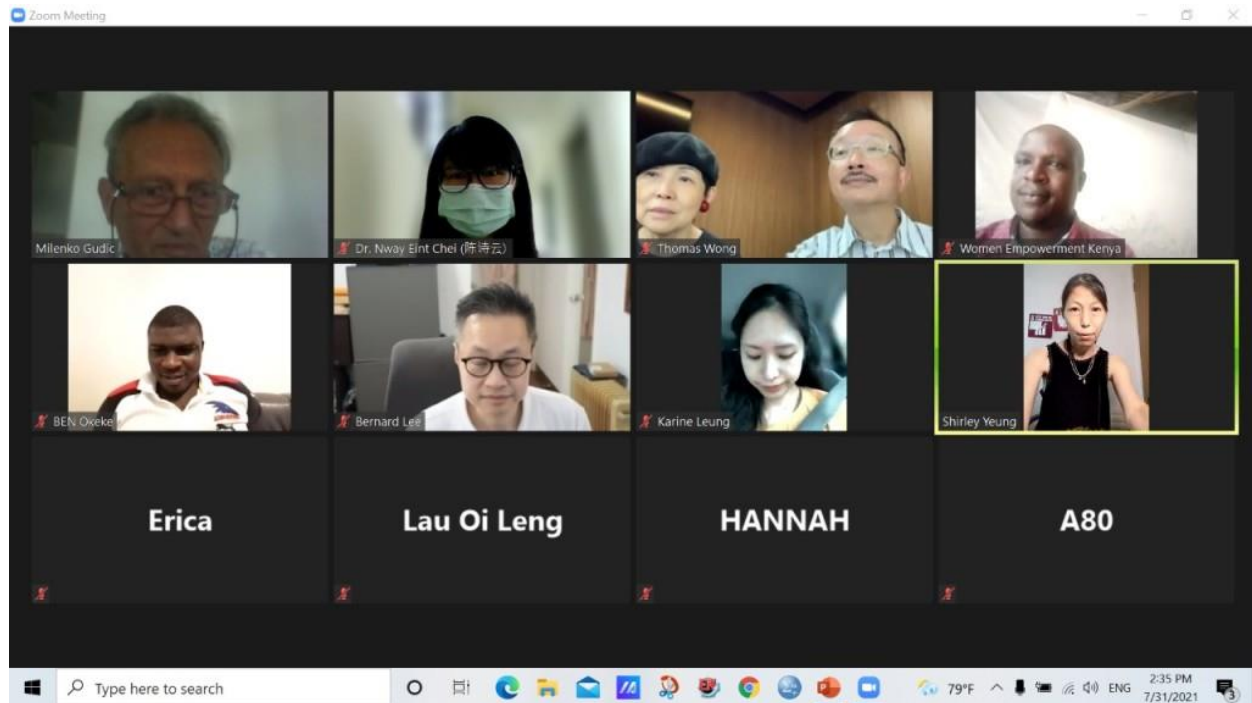 Zoom Meeting
Milenko Gudic
Dr. Nway Eint Chei (陈诗云)
Thomas Wong
Women Empowerment Kenya
BEN Okeke
Bernard Lee
Karine Leung
Shirley Yeung
Erica
Lau Oi Leng
HANNAH
A80
Type here to search
79°F
ENG
2:35 PM
7/31/2021
3